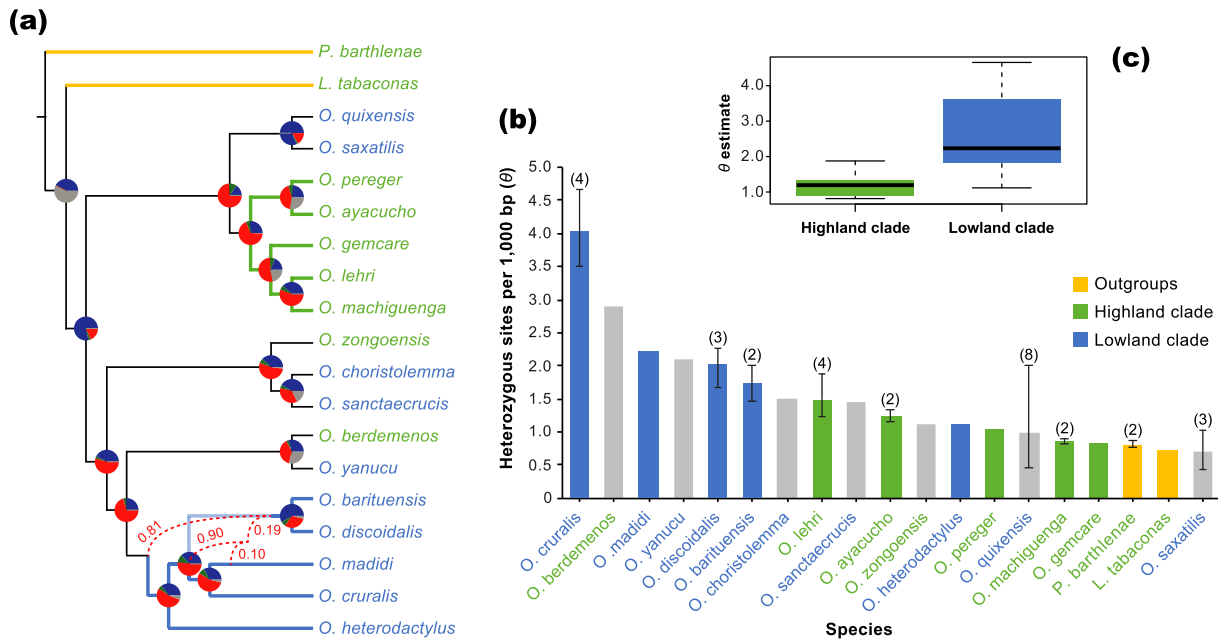 (a)
P. barthlenae
L. tabaconas
O. quixensis
O. saxatilis
O. pereger
O. ayacucho
O. gemcare
O. lehri
O. machiguenga
O. zongoensis
O. choristolemma
O. sanctaecrucis
O. berdemenos
O. yanucu
O. barituensis
O. discoidalis
O. madidi
O. cruralis
O. heterodactylus
0.81
0.90
0.19
0.10
(b)
Heterozygous sites per 1,000 bp (θ)
5.0
4.5
4.0
3.5
3.0
2.5
2.0
1.5
1.0
0.5
0
(4)
(3)
(2)
(4)
(2)
(8)
(2)
(2)
(3)
O. cruralis
O. berdemenos
O .madidi
O. yanucu
O. discoidalis
O. barituensis
O. choristolemma
O. lehri
O. sanctaecrucis
O. ayacucho
O. zongoensis
O. heterodactylus
O. pereger
O. quixensis
O. machiguenga
O. gemcare
P. barthlenae
L. tabaconas
O. saxatilis
Species
(c)
θ estimate
4.0
3.0
2.0
1.0
Highland clade
Lowland clade
Outgroups
Highland clade
Lowland clade